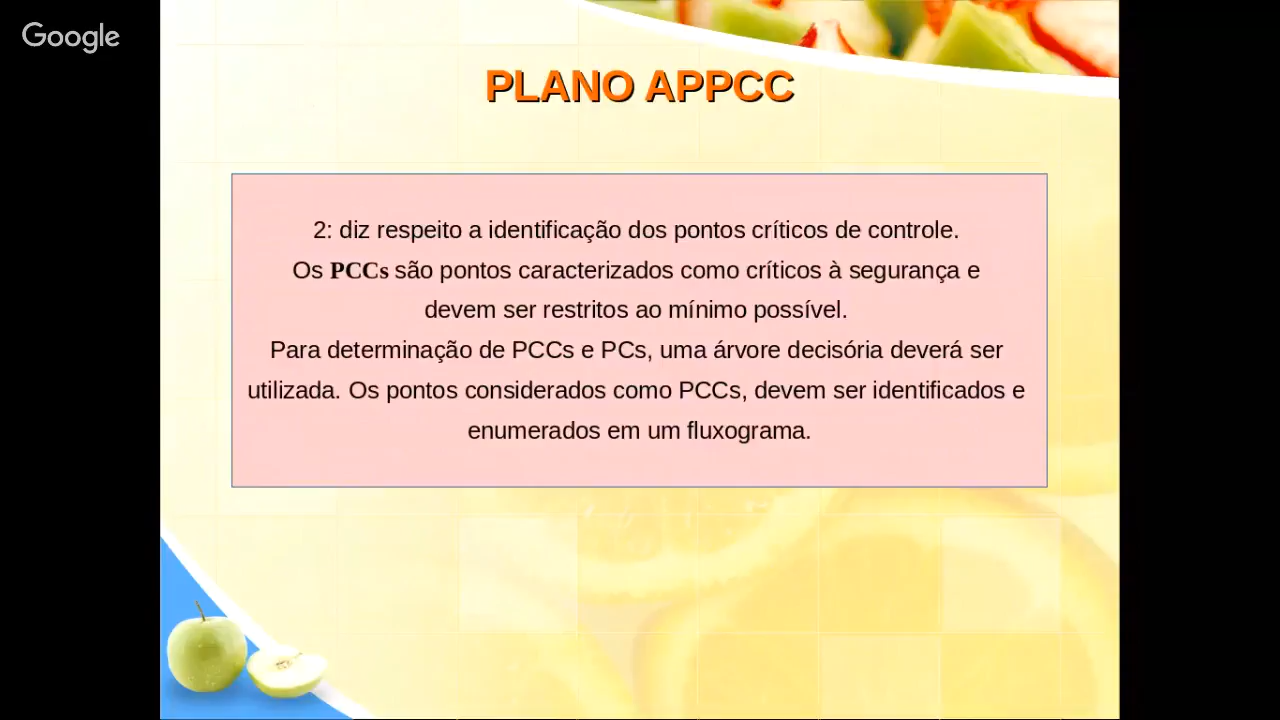 Google
PLANO APPCC
2: diz respeito a identificação dos pontos críticos de controle.
Os PCCs são pontos caracterizados como críticos à segurança e
devem ser restritos ao mínimo possível.
Para determinação de PCCs e PCs, uma árvore decisória deverá ser
utilizada. Os pontos considerados como PCCs, devem ser identificados e
enumerados em um fluxograma.